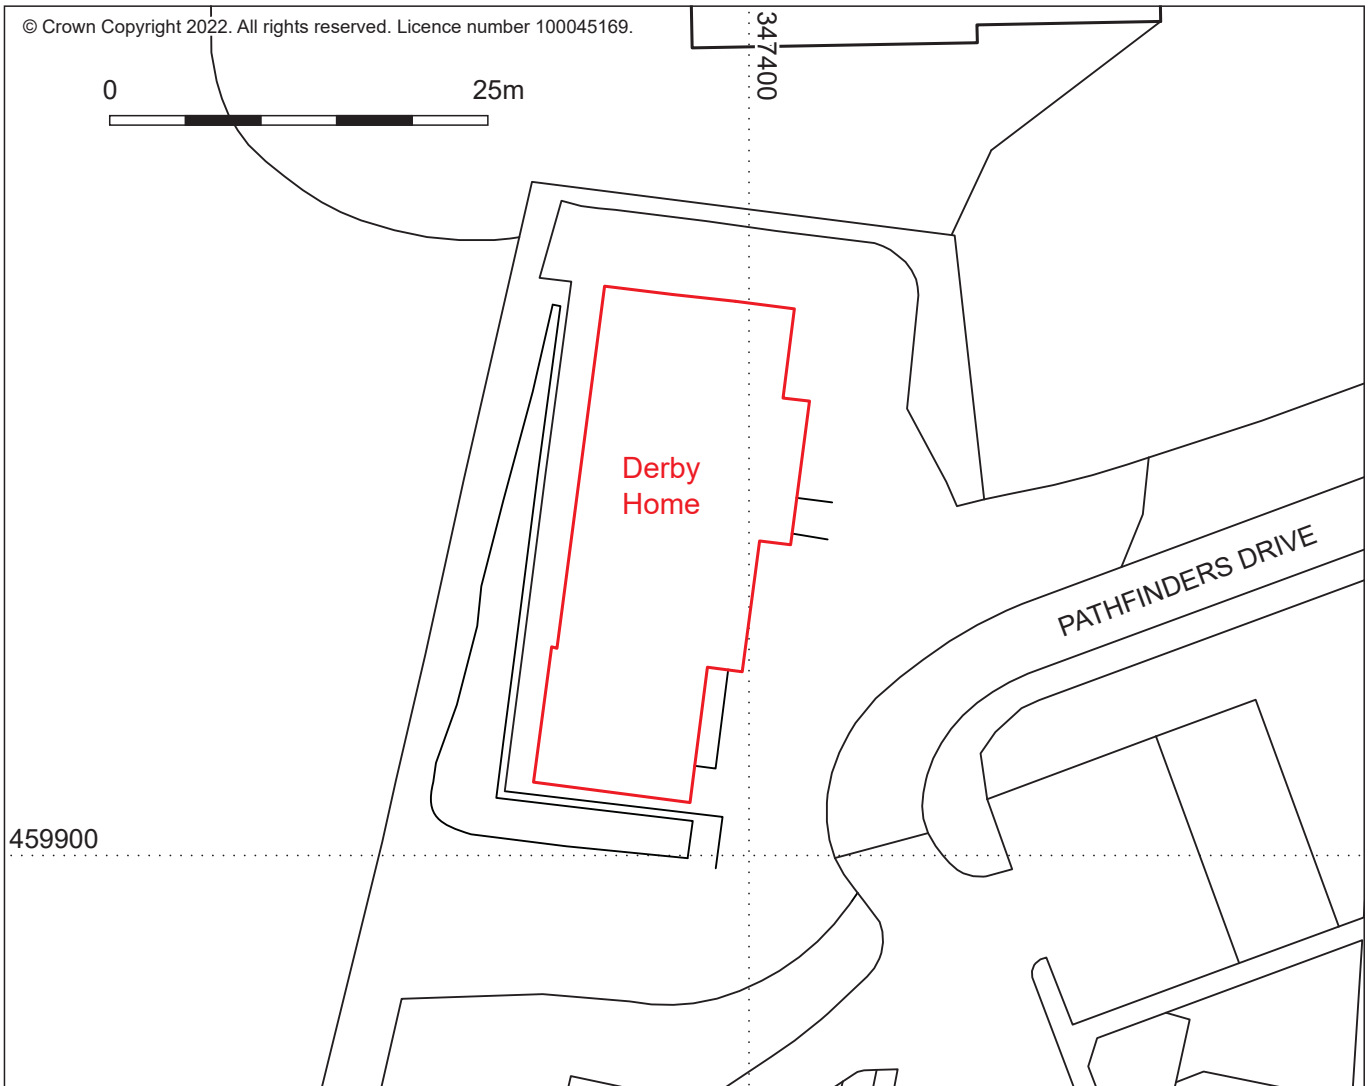 © Crown Copyright 2022. All rights reserved. Licence number 100045169.
347400
0 25m
Derby
Home
PATHFINDERS DRIVE
459900